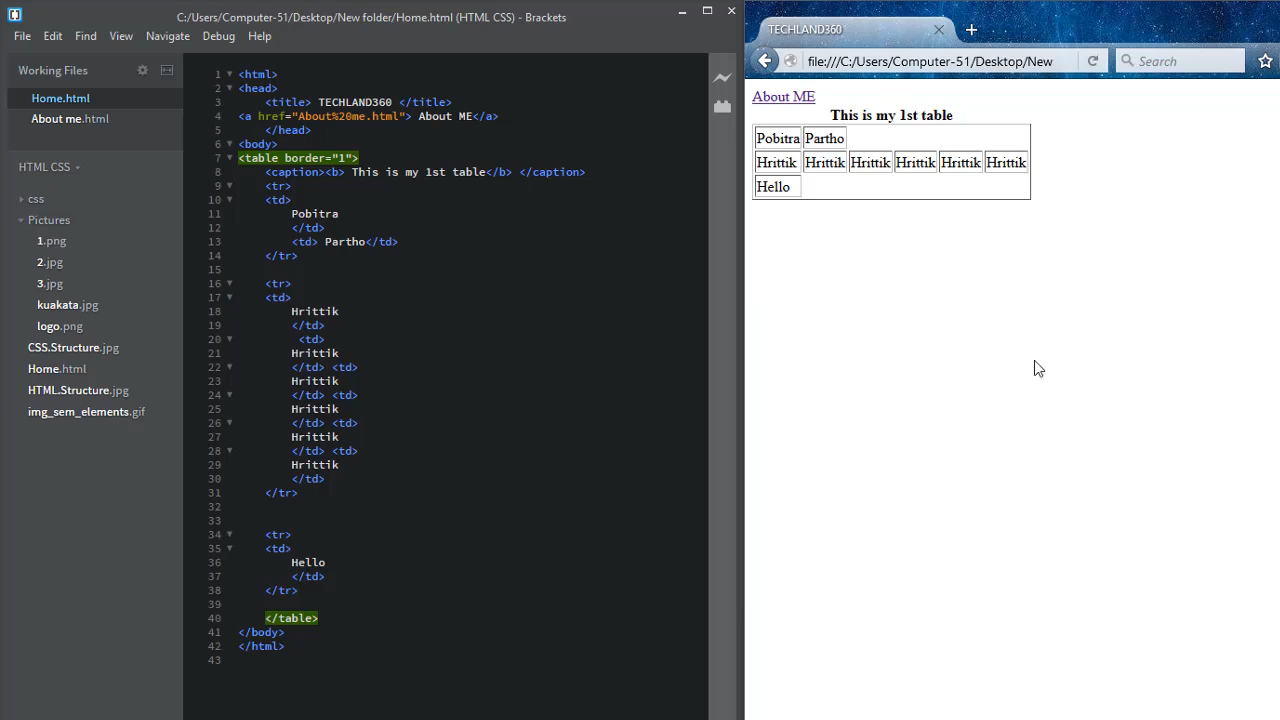 C:/Users/Computer-51/Desktop/New folder/Home.html (HTML CSS) - Brackets
File Edit Find View Navigate Debug Help
Working Files
Home.html
About me.html
HTML CSS
css
Pictures
1.png
2.jpg
3.jpg
kuakata.jpg
logo.png
CSS.Structure.jpg
Home.html
HTML.Structure.jpg
img_sem_elements.gif
1 <html>
2 <head>
3 <title> TECHLAND360 </title>
4 <a href="About%20me.html"> About ME</a>
5 </head>
6 <body>
7 <table border="1">
8 <caption><b> This is my 1st table</b> </caption>
9 <tr>
10 <td>
11 Pobitra
12 </td>
13 <td> Partho</td>
14 </tr>
15
16 <tr>
17 <td>
18 Hrittik
19 </td>
20 <td>
21 Hrittik
22 </td> <td>
23 Hrittik
24 </td> <td>
25 Hrittik
26 </td> <td>
27 Hrittik
28 </td> <td>
29 Hrittik
30 </td>
31 </tr>
32
33
34 <tr>
35 <td>
36 Hello
37 </td>
38 </tr>
39
40 </table>
41 </body>
42 </html>
43
TECHLAND360
file:///C:/Users/Computer-51/Desktop/New
Search
About ME
This is my 1st table
Pobitra Partho
Hrittik Hrittik Hrittik Hrittik Hrittik Hrittik
Hello